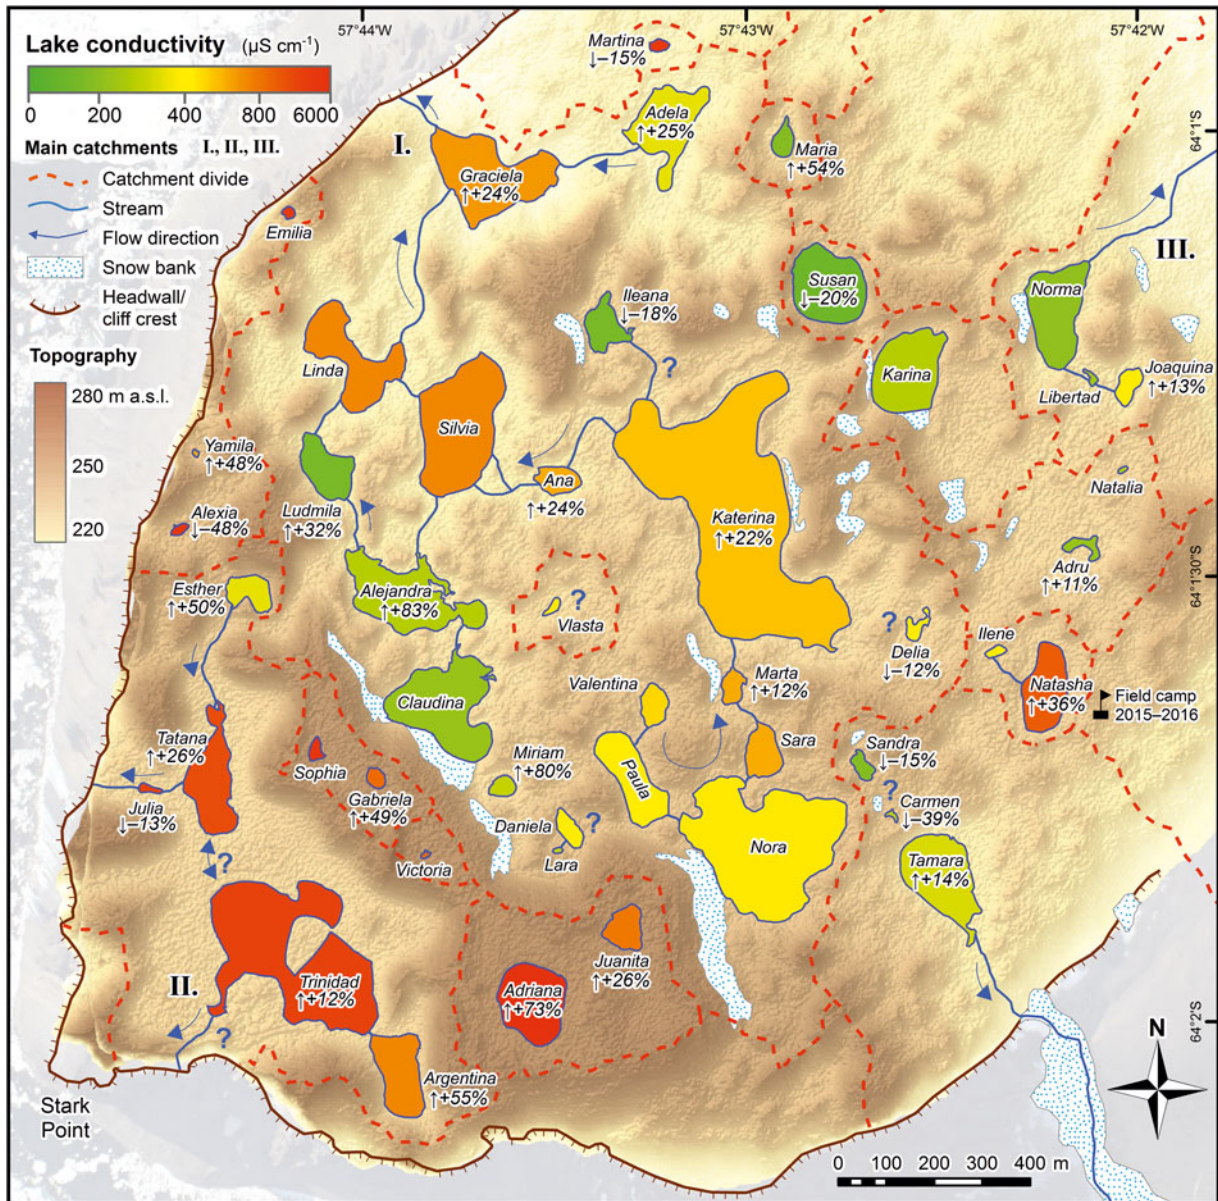 57°44'W
57°43'W
57°42'W
Lake conductivity (µS cm⁻¹)
0 200 400 800 6000
Main catchments I., II., III.
Catchment divide
Stream
Flow direction
Snow bank
Headwall/
cliff crest
Topography
280 m a.s.l.
250
220
Martina
↓–15%
Adela
↑+25%
I.
Graciela
↑+24%
Maria
↑+54%
64°1'S
Emilia
III.
Susan
↓–20%
Ileana
↓–18%
?
Norma
Linda
Karina
Joaquina
↑+13%
Libertad
Silvia
Yamila
↑+48%
Ana
↑+24%
Natalia
Alexia
↓–48%
Ludmila
↑+32%
Katerina
↑+22%
Adru
↑+11%
64°1'30"S
Esther
↑+50%
Alejandra
↑+83%
?
Vlasta
?
Delia
↓–12%
Ilene
Valentina
Marta
↑+12%
Natasha
↑+36%
Field camp
2015–2016
Claudina
Tatana
↑+26%
Sara
Sophia
Miriam
↑+80%
Paula
Sandra
↓–15%
Julia
↓–13%
Gabriela
↑+49%
?
Carmen
↓–39%
Daniela
?
Nora
Lara
?
Victoria
Tamara
↑+14%
Juanita
↑+26%
II.
Trinidad
↑+12%
Adriana
↑+73%
64°2'S
?
N
Argentina
↑+55%
Stark
Point
0 100 200 400 m